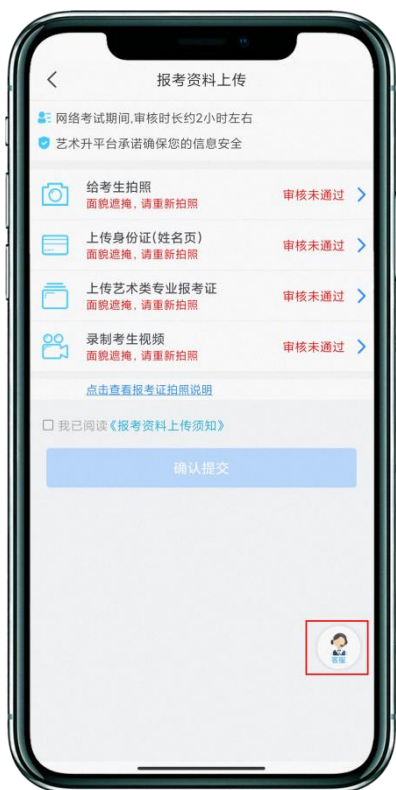 报考资料上传
网络考试期间,审核时长约2小时左右
艺术升平台承诺确保您的信息安全
给考生拍照
面貌遮掩, 请重新拍照
审核未通过
上传身份证(姓名页)
面貌遮掩, 请重新拍照
审核未通过
上传艺术类专业报考证
面貌遮掩, 请重新拍照
审核未通过
录制考生视频
面貌遮掩, 请重新拍照
审核未通过
点击查看报考证拍照说明
我已阅读《报考资料上传须知》
确认提交
客服